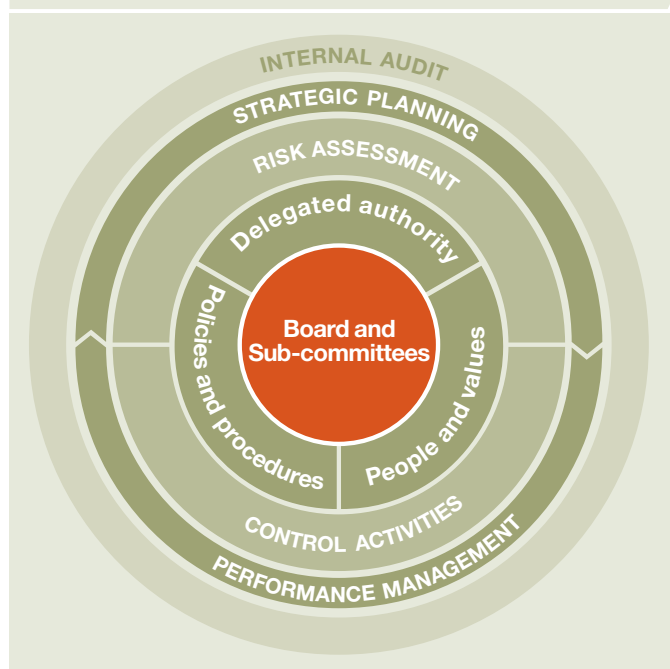 INTERNAL AUDIT
STRATEGIC PLANNING
RISK ASSESSMENT
Delegated authority
Policies and procedures
Board and
Sub-committees
People and values
CONTROL ACTIVITIES
PERFORMANCE MANAGEMENT